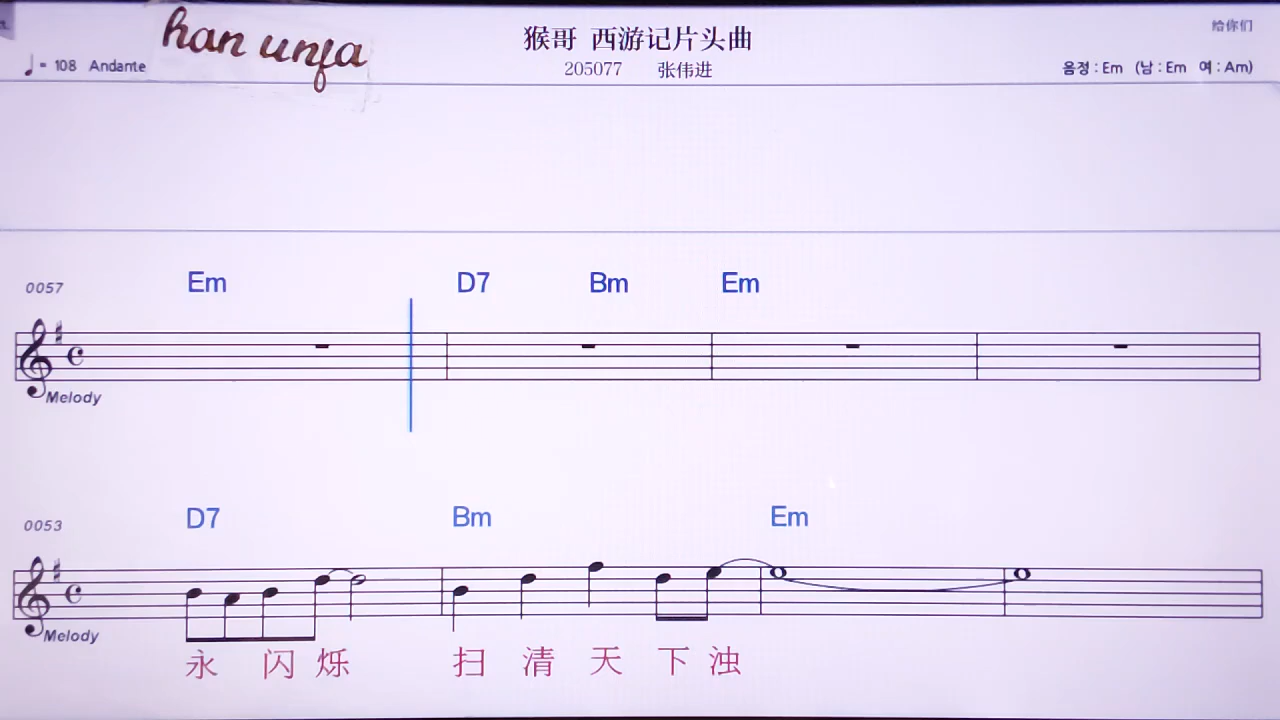 han unfa
猴哥 西游记片头曲
给你们
♩= 108 Andante
205077 张伟进
음정 : Em (남 : Em 여 : Am)
0057 Em D7 Bm Em
Melody
0053 D7 Bm Em
Melody
永 闪 烁 扫 清 天 下 浊